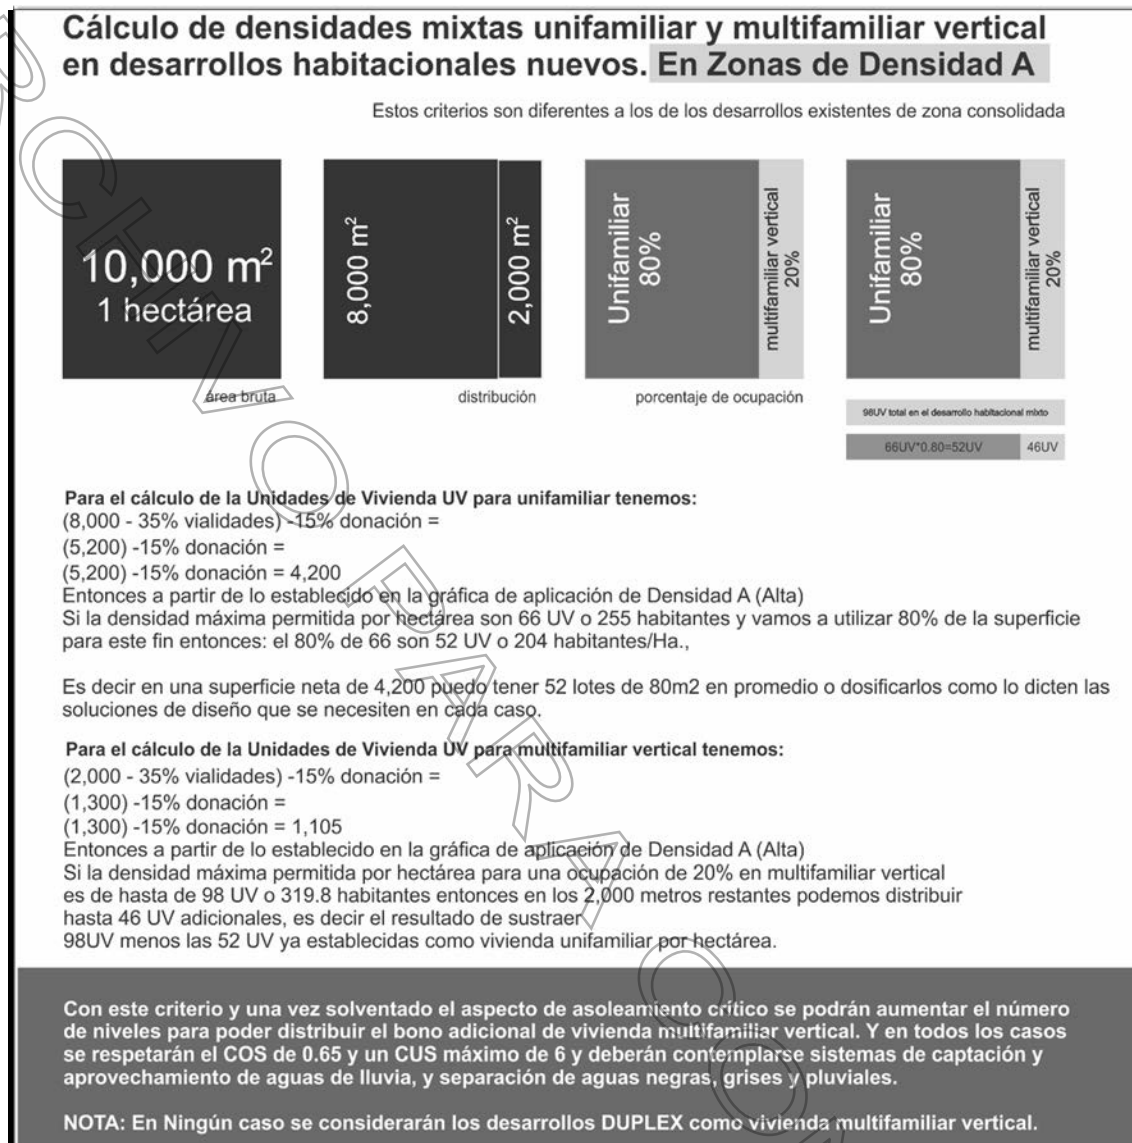 Cálculo de densidades mixtas unifamiliar y multifamiliar vertical
en desarrollos habitacionales nuevos. En Zonas de Densidad A
Estos criterios son diferentes a los de los desarrollos existentes de zona consolidada
10,000 m²
1 hectárea
área bruta
8,000 m²
2,000 m²
distribución
Unifamiliar
80%
multifamiliar vertical
20%
porcentaje de ocupación
Unifamiliar
80%
multifamiliar vertical
20%
98UV total en el desarrollo habitacional mixto
66UV*0.80=52UV
46UV
Para el cálculo de la Unidades de Vivienda UV para unifamiliar tenemos:
(8,000 - 35% vialidades) -15% donación =
(5,200) -15% donación =
(5,200) -15% donación = 4,200
Entonces a partir de lo establecido en la gráfica de aplicación de Densidad A (Alta)
Si la densidad máxima permitida por hectárea son 66 UV o 255 habitantes y vamos a utilizar 80% de la superficie
para este fin entonces: el 80% de 66 son 52 UV o 204 habitantes/Ha.,
Es decir en una superficie neta de 4,200 puedo tener 52 lotes de 80m2 en promedio o dosificarlos como lo dicten las
soluciones de diseño que se necesiten en cada caso.
Para el cálculo de la Unidades de Vivienda UV para multifamiliar vertical tenemos:
(2,000 - 35% vialidades) -15% donación =
(1,300) -15% donación =
(1,300) -15% donación = 1,105
Entonces a partir de lo establecido en la gráfica de aplicación de Densidad A (Alta)
Si la densidad máxima permitida por hectárea para una ocupación de 20% en multifamiliar vertical
es de hasta de 98 UV o 319.8 habitantes entonces en los 2,000 metros restantes podemos distribuir
hasta 46 UV adicionales, es decir el resultado de sustraer
98UV menos las 52 UV ya establecidas como vivienda unifamiliar por hectárea.
Con este criterio y una vez solventado el aspecto de asoleamiento crítico se podrán aumentar el número
de niveles para poder distribuir el bono adicional de vivienda multifamiliar vertical. Y en todos los casos
se respetarán el COS de 0.65 y un CUS máximo de 6 y deberán contemplarse sistemas de captación y
aprovechamiento de aguas de lluvia, y separación de aguas negras, grises y pluviales.
NOTA: En Ningún caso se considerarán los desarrollos DUPLEX como vivienda multifamiliar vertical.
RCHIVO PARA CO